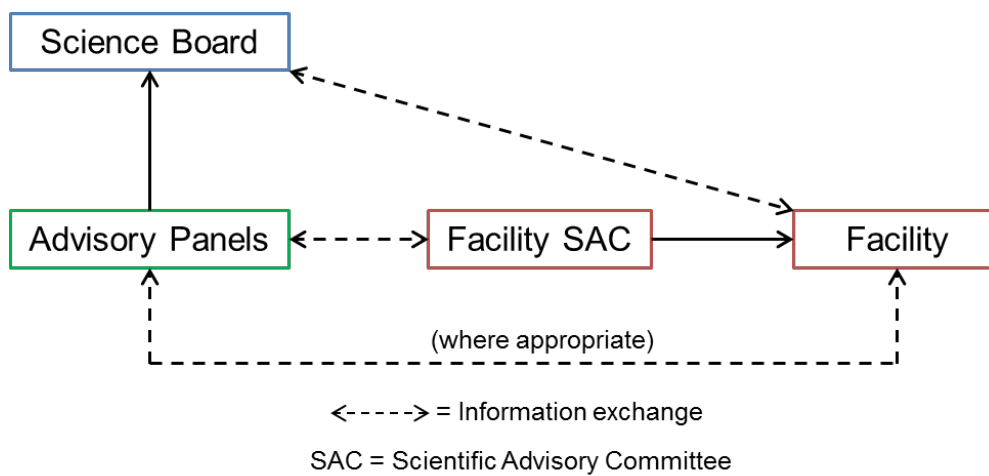 Science Board
Advisory Panels
Facility SAC
Facility
(where appropriate)
= Information exchange
SAC = Scientific Advisory Committee